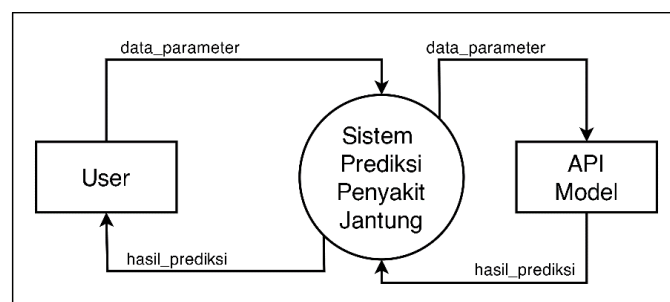 data_parameter
data_parameter
User
Sistem
Prediksi
Penyakit
Jantung
API
Model
hasil_prediksi
hasil_prediksi